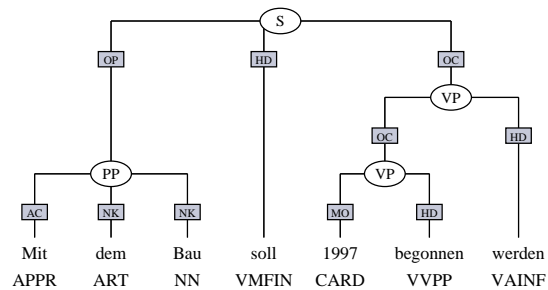 S
OP HD OC
VP
OC HD
PP VP
AC NK NK MO HD
Mit dem Bau soll 1997 begonnen werden
APPR ART NN VMFIN CARD VVPP VAINF